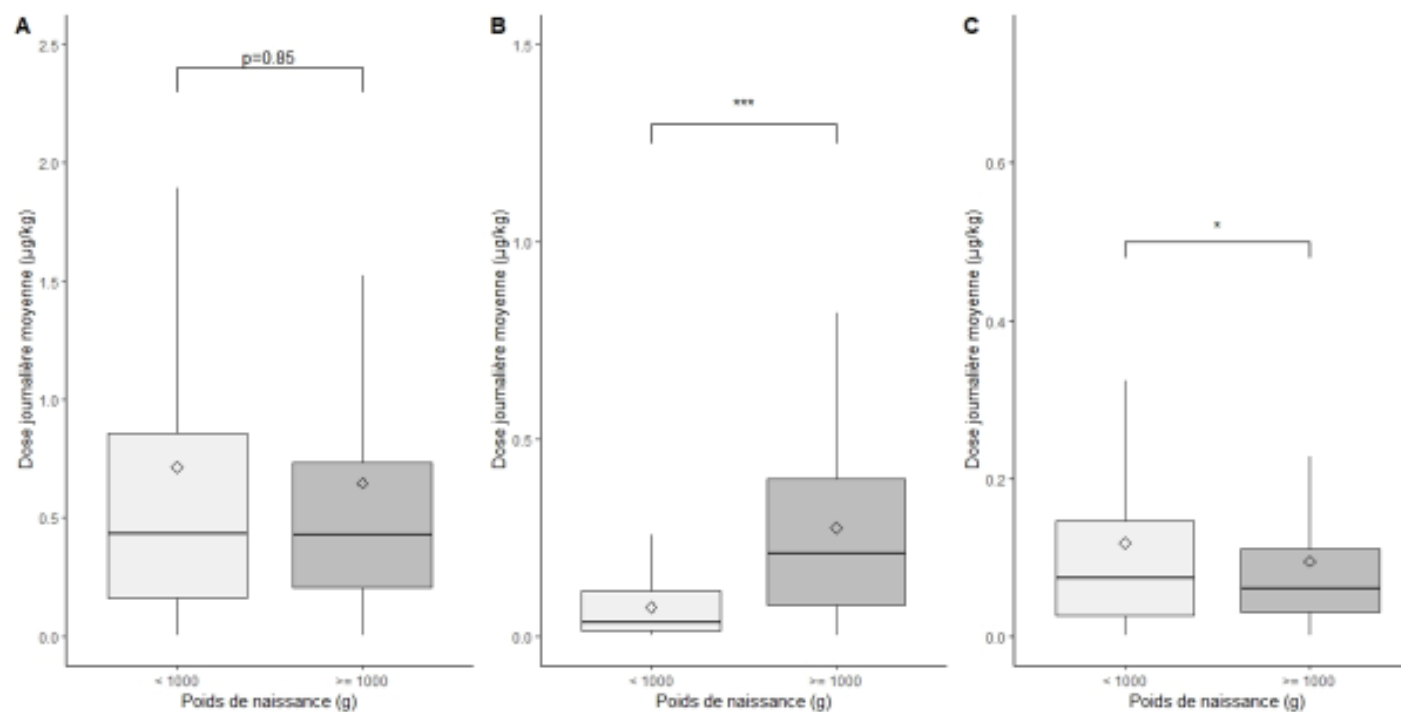 A
Dose journalière moyenne (µg/kg)
2.5
2.0
1.5
1.0
0.5
0.0
p=0.85
< 1000
>= 1000
Poids de naissance (g)
B
Dose journalière moyenne (µg/kg)
1.5
1.0
0.5
0.0
***
< 1000
>= 1000
Poids de naissance (g)
C
Dose journalière moyenne (µg/kg)
0.6
0.4
0.2
0.0
*
< 1000
>= 1000
Poids de naissance (g)